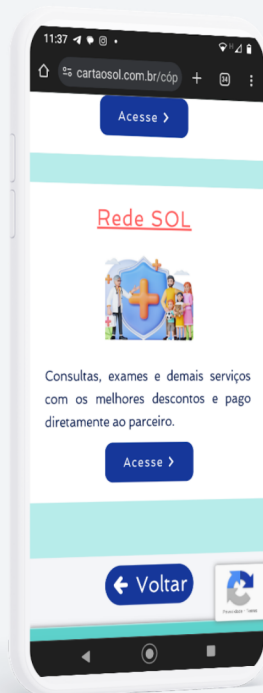 11:37
cartaosol.com.br/cóp
34
Acesse >
Rede SOL
Consultas, exames e demais serviços
com os melhores descontos e pago
diretamente ao parceiro.
Acesse >
Voltar